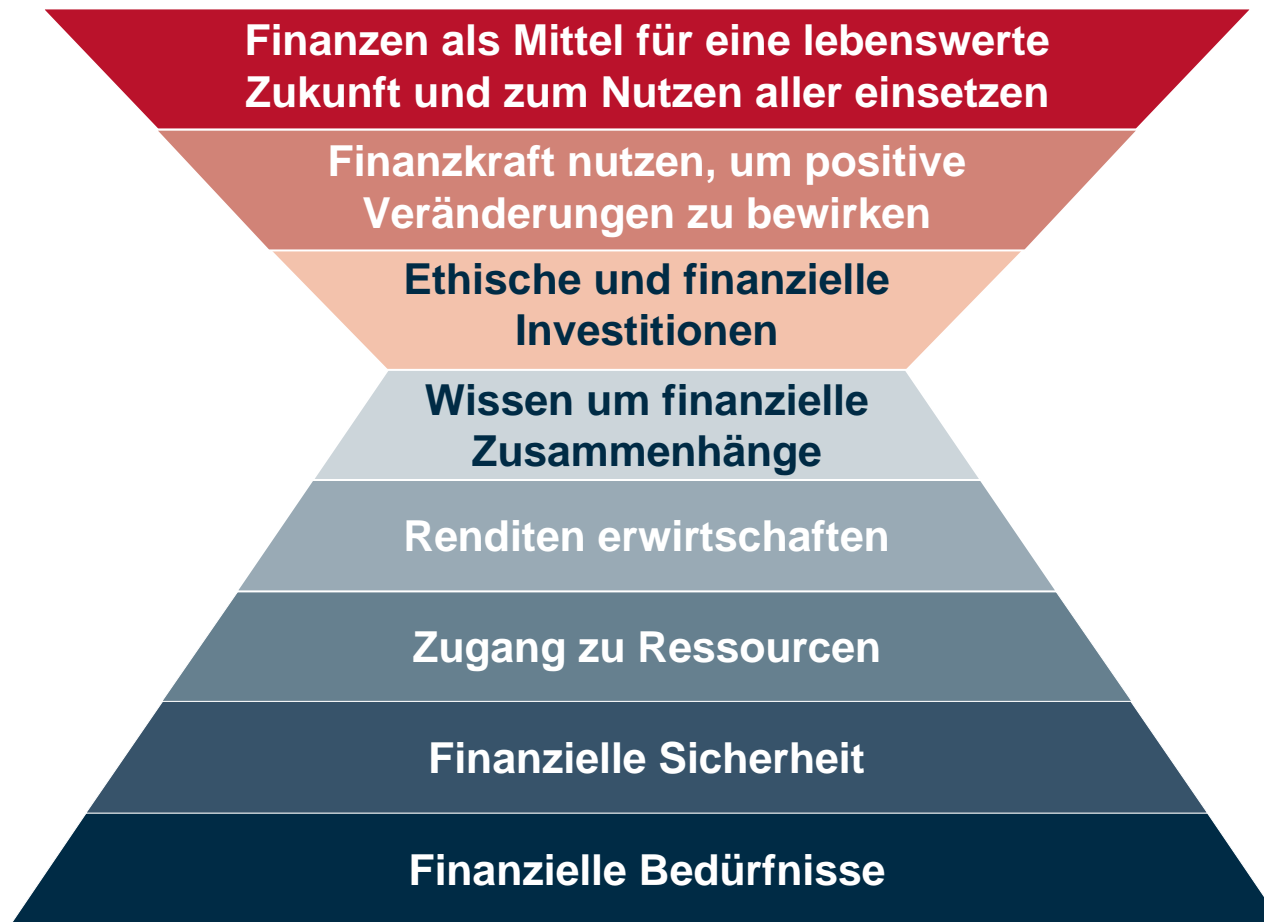 Finanzen als Mittel für eine lebenswerte
Zukunft und zum Nutzen aller einsetzen
Finanzkraft nutzen, um positive
Veränderungen zu bewirken
Ethische und finanzielle
Investitionen
Wissen um finanzielle
Zusammenhänge
Renditen erwirtschaften
Zugang zu Ressourcen
Finanzielle Sicherheit
Finanzielle Bedürfnisse